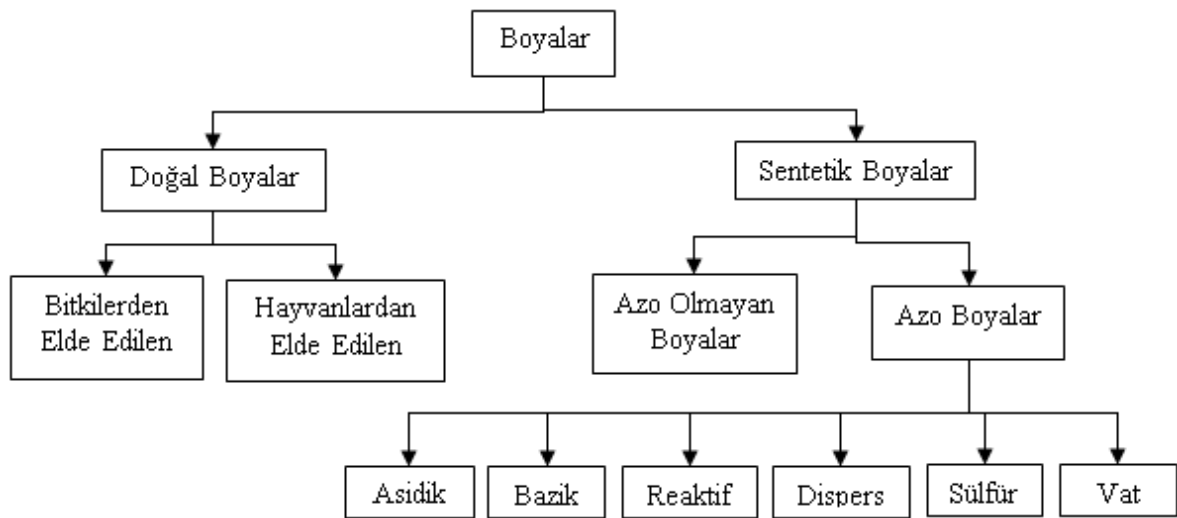 Boyalar
Doğal Boyalar
Sentetik Boyalar
Bitkilerden
Elde Edilen
Hayvanlardan
Elde Edilen
Azo Olmayan
Boyalar
Azo Boyalar
Asidik
Bazik
Reaktif
Dispers
Sülfür
Vat